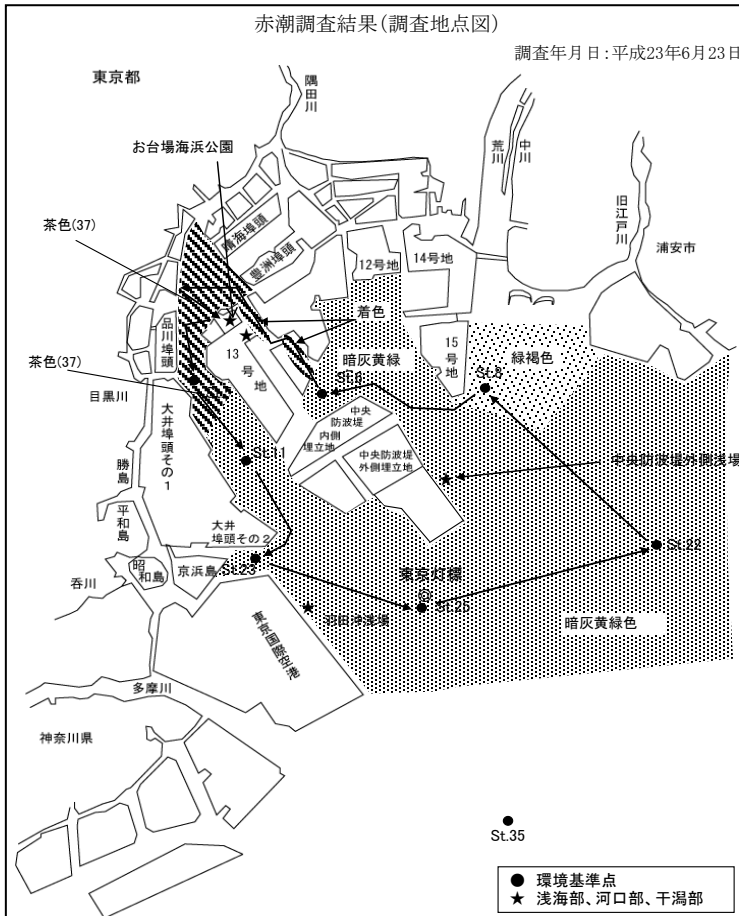 赤潮調査結果(調査地点図)
調査年月日:平成23年6月23日
東京都
隅田川
荒川
中川
旧江戸川
浦安市
お台場海浜公園
茶色(37)
晴海埠頭
豊洲埠頭
12号地
14号地
着色
15号地
緑褐色
品川埠頭
13号地
暗灰黄緑
St.6
St.8
茶色(37)
目黒川
大井埠頭その1
中央防波堤内側埋立地
中央防波堤外側埋立地
St.11
中央防波堤外側浅場
勝島
平和島
大井埠頭その2
昭和島
京浜島
St.23
St.22
呑川
東京灯標
St.25
羽田沖浅場
暗灰黄緑色
東京国際空港
多摩川
神奈川県
St.35
● 環境基準点
★ 浅海部、河口部、干潟部